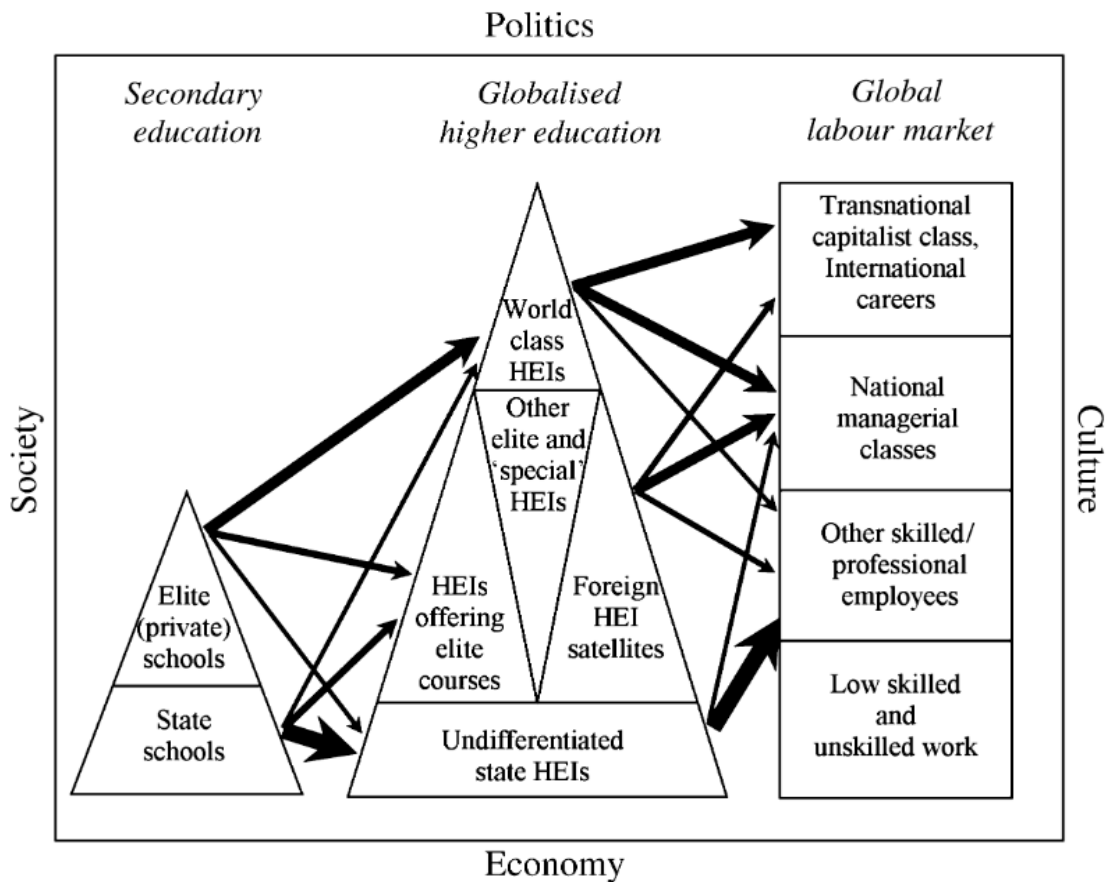 Politics
Secondary
education
Globalised
higher education
Global
labour market
Society
Culture
Elite
(private)
schools
State
schools
World
class
HEIs
Other
elite and
‘special’
HEIs
HEIs
offering
elite
courses
Foreign
HEI
satellites
Undifferentiated
state HEIs
Transnational
capitalist class,
International
careers
National
managerial
classes
Other skilled/
professional
employees
Low skilled
and
unskilled work
Economy